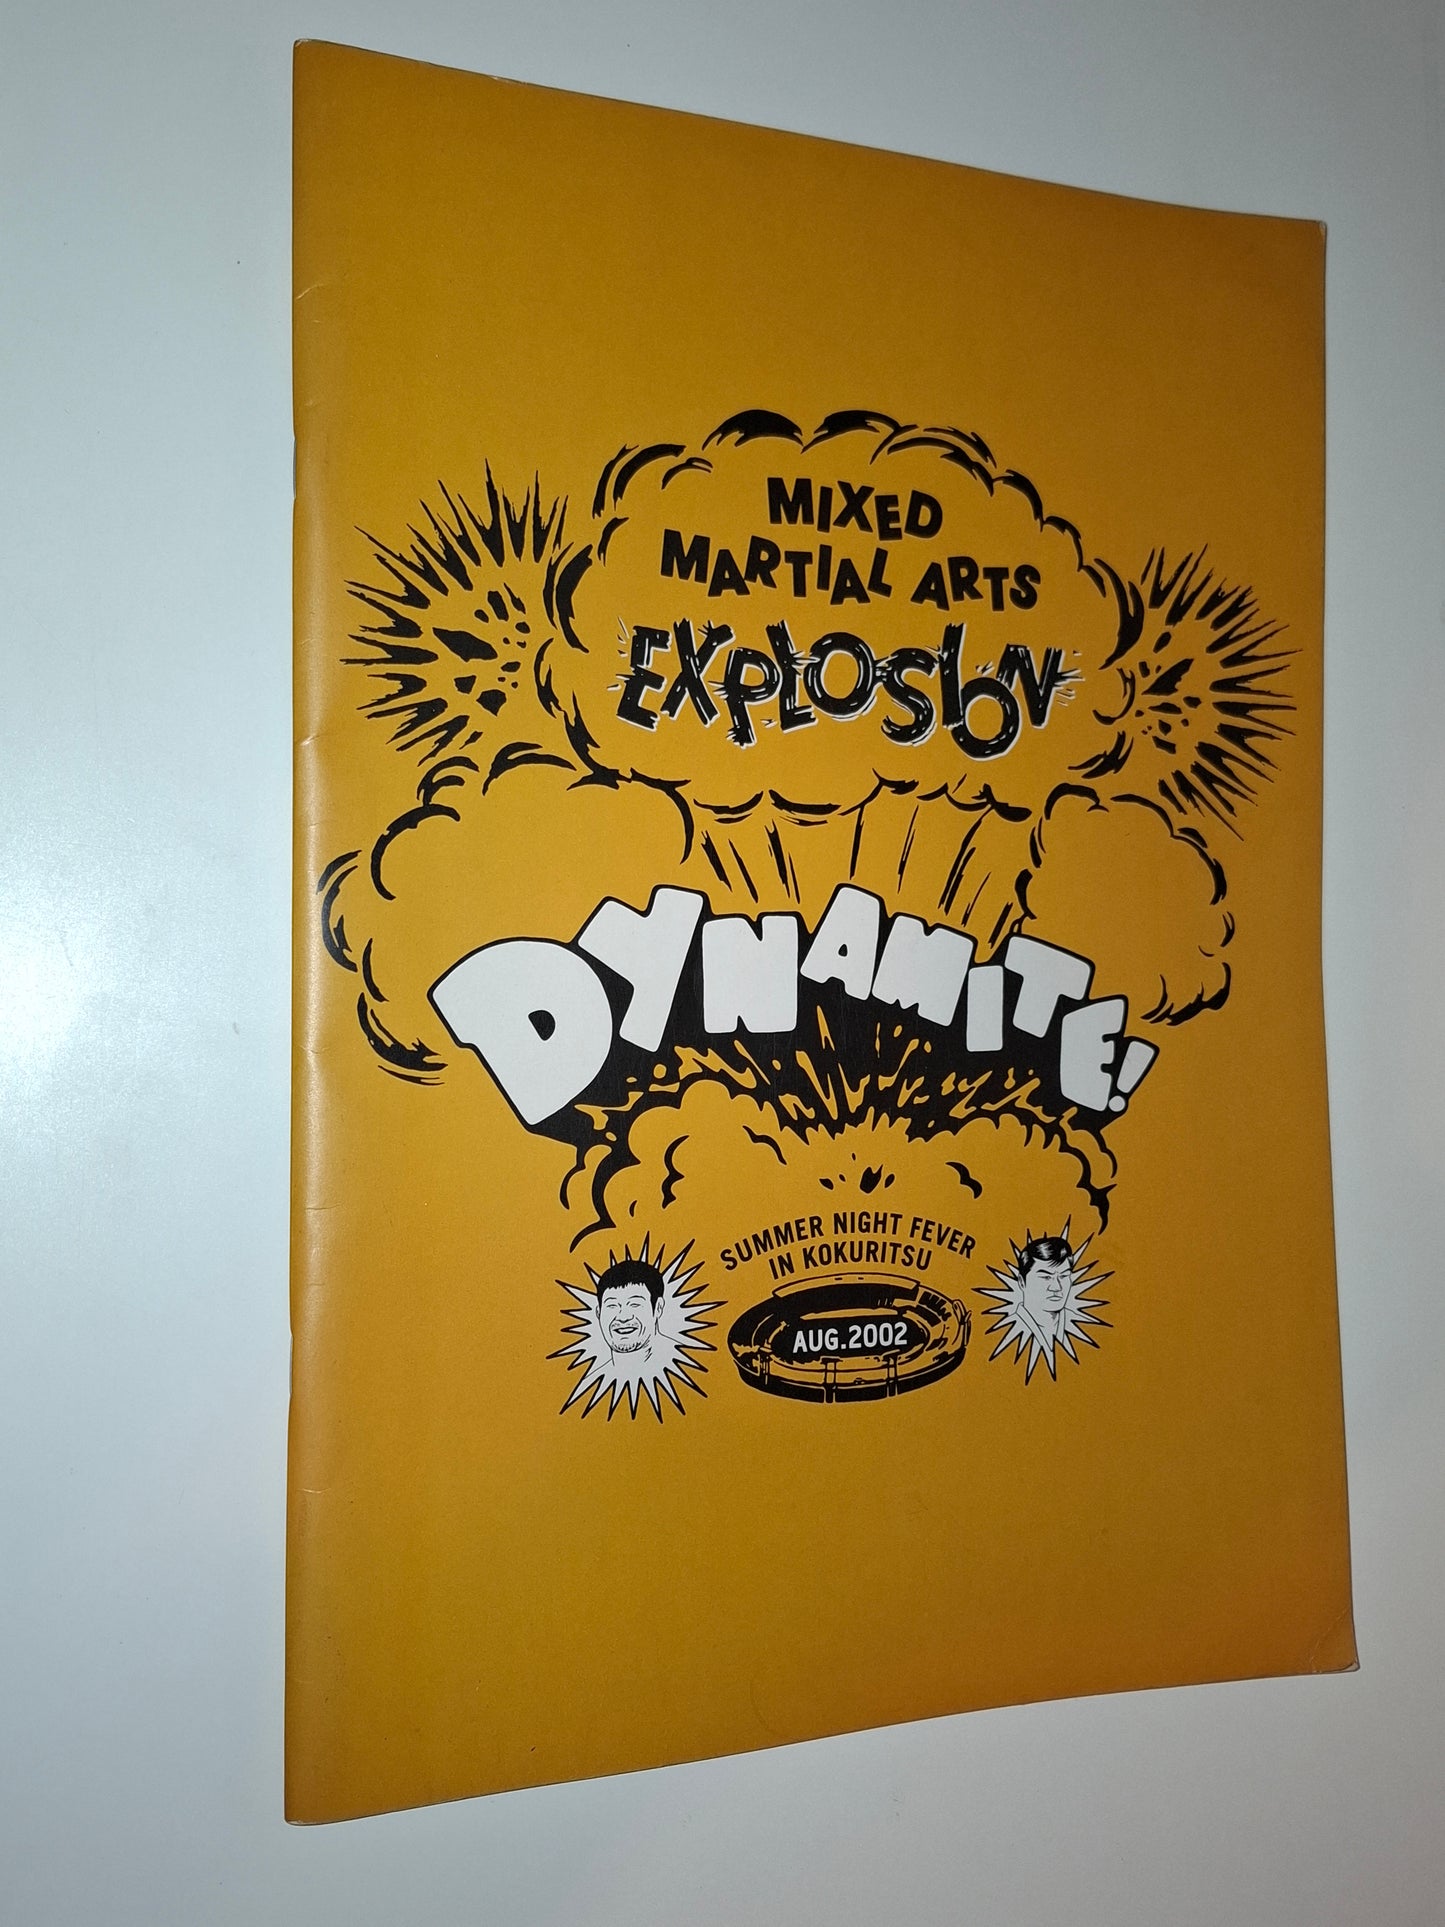 MIXED
MARTIAL ARTS
EXPLOSION
DYNAMITE!
SUMMER NIGHT FEVER
IN KOKURITSU
AUG.2002